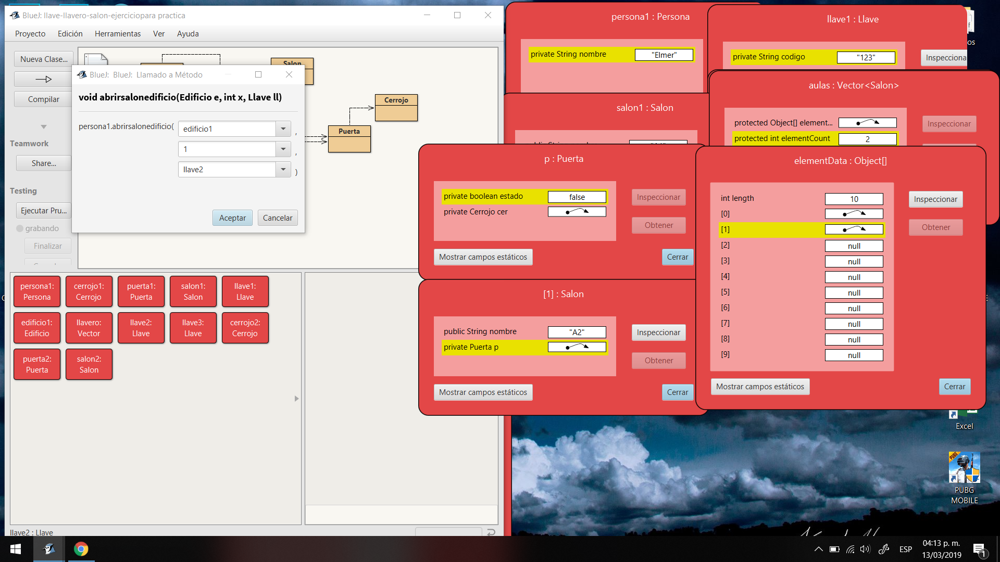 BlueJ: llave-llavero-salon-ejerciciopara practica
Proyecto Edición Herramientas Ver Ayuda
Nueva Clase...
Compilar
Teamwork
Share...
Testing
Ejecutar Pru...
grabando
Finalizar
Salon
Cerrojo
Puerta
BlueJ: BlueJ: Llamado a Método
void abrirsalonedificio(Edificio e, int x, Llave ll)
persona1.abrirsalonedificio( edificio1 ,
1 ,
llave2 )
Aceptar Cancelar
persona1: Persona
cerrojo1: Cerrojo
puerta1: Puerta
salon1: Salon
llave1: Llave
edificio1: Edificio
llavero: Vector
llave2: Llave
llave3: Llave
cerrojo2: Cerrojo
puerta2: Puerta
salon2: Salon
llave2 : Llave
persona1 : Persona
private String nombre "Elmer"
llave1 : Llave
private String codigo "123"
Inspecciona
salon1 : Salon
aulas : Vector<Salon>
protected Object[] element...
protected int elementCount 2
Inspeccionar
p : Puerta
private boolean estado false
private Cerrojo cer
Inspeccionar
Obtener
Mostrar campos estáticos
Cerrar
[1] : Salon
public String nombre "A2"
private Puerta p
Inspeccionar
Obtener
Mostrar campos estáticos
Cerrar
elementData : Object[]
int length 10
[0]
[1]
[2] null
[3] null
[4] null
[5] null
[6] null
[7] null
[8] null
[9] null
Inspeccionar
Obtener
Mostrar campos estáticos
Cerrar
os
Excel
PUBG
PUBG
MOBILE
ESP
04:13 p. m.
13/03/2019
1